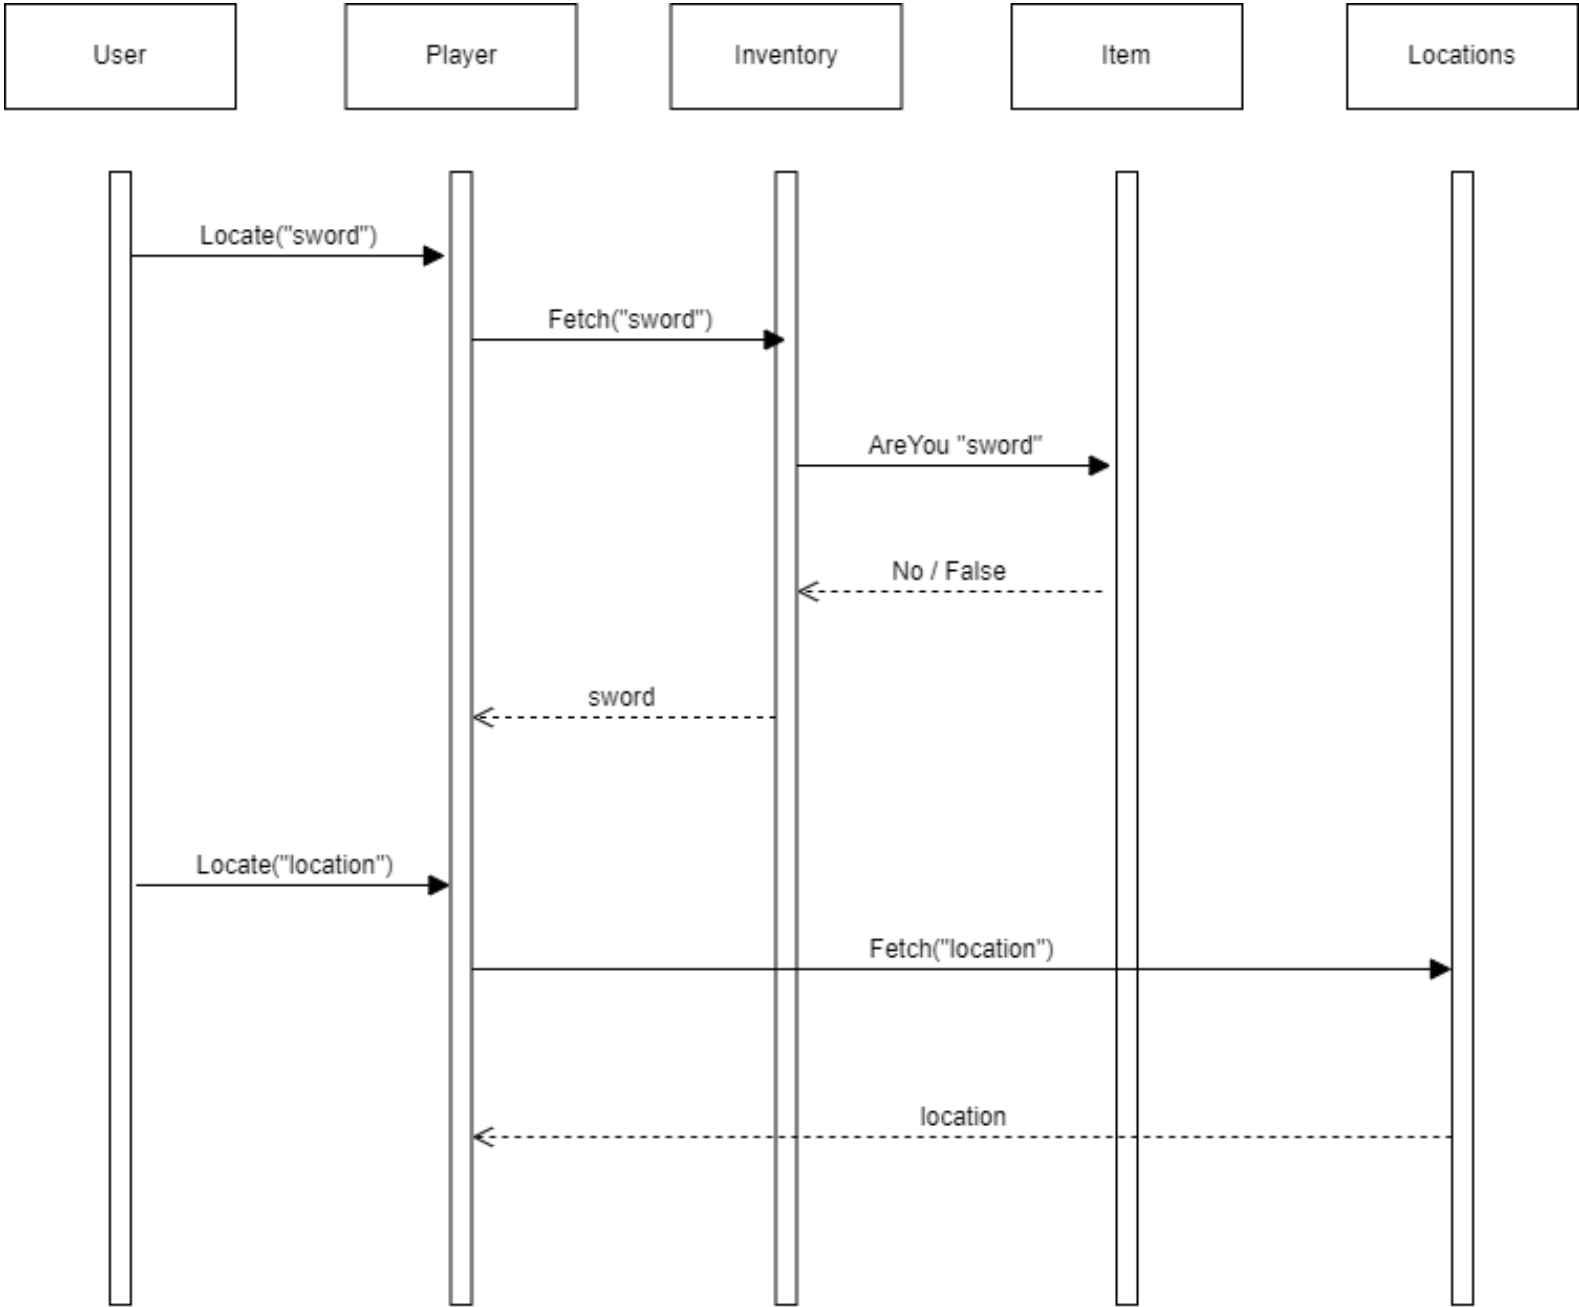 User
Player
Inventory
Item
Locations
Locate("sword")
Fetch("sword")
AreYou "sword"
No / False
sword
Locate("location")
Fetch("location")
location